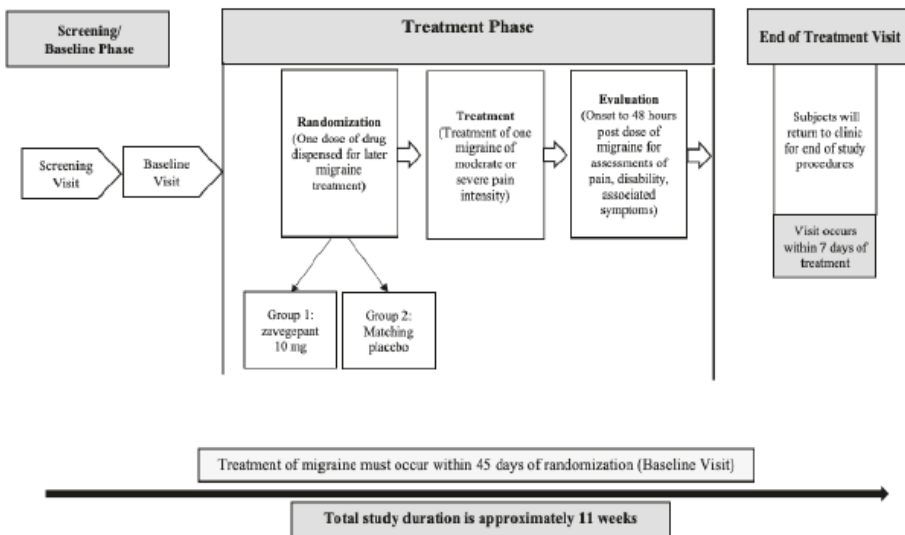 Screening/
Baseline Phase
Treatment Phase
End of Treatment Visit
Screening
Visit
Baseline
Visit
Randomization
(One dose of drug
dispensed for later
migraine
treatment)
Treatment
(Treatment of one
migraine of
moderate or
severe pain
intensity)
Evaluation
(Onset to 48 hours
post dose of
migraine for
assessments of
pain, disability,
associated
symptoms)
Subjects will
return to clinic
for end of study
procedures
Visit occurs
within 7 days of
treatment
Group 1:
zavegepant
10 mg
Group 2:
Matching
placebo
Treatment of migraine must occur within 45 days of randomization (Baseline Visit)
Total study duration is approximately 11 weeks